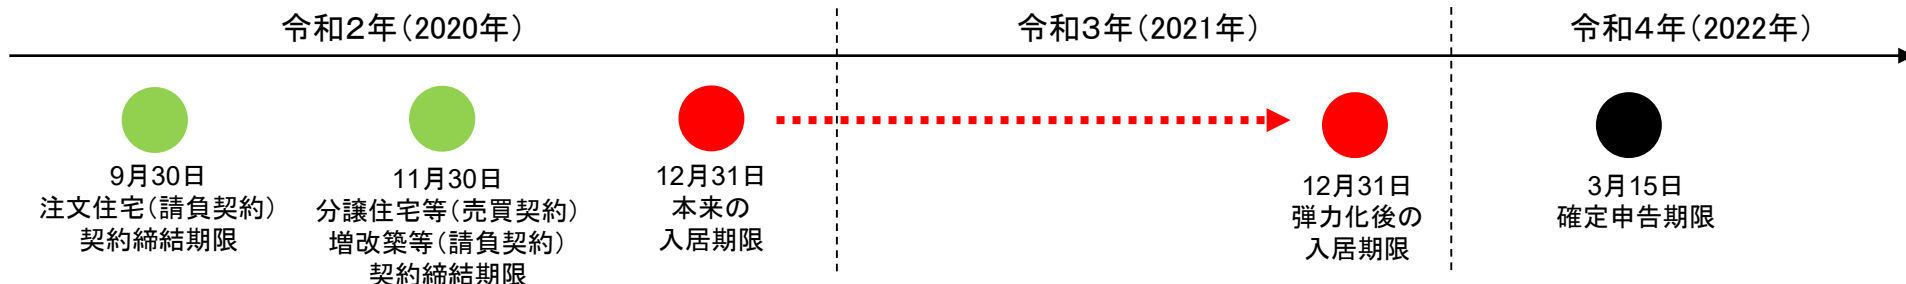 令和２年（2020年）
令和３年（2021年）
令和４年（2022年）
9月30日
注文住宅（請負契約）
契約締結期限
11月30日
分譲住宅等（売買契約）
増改築等（請負契約）
契約締結期限
12月31日
本来の
入居期限
12月31日
弾力化後の
入居期限
3月15日
確定申告期限